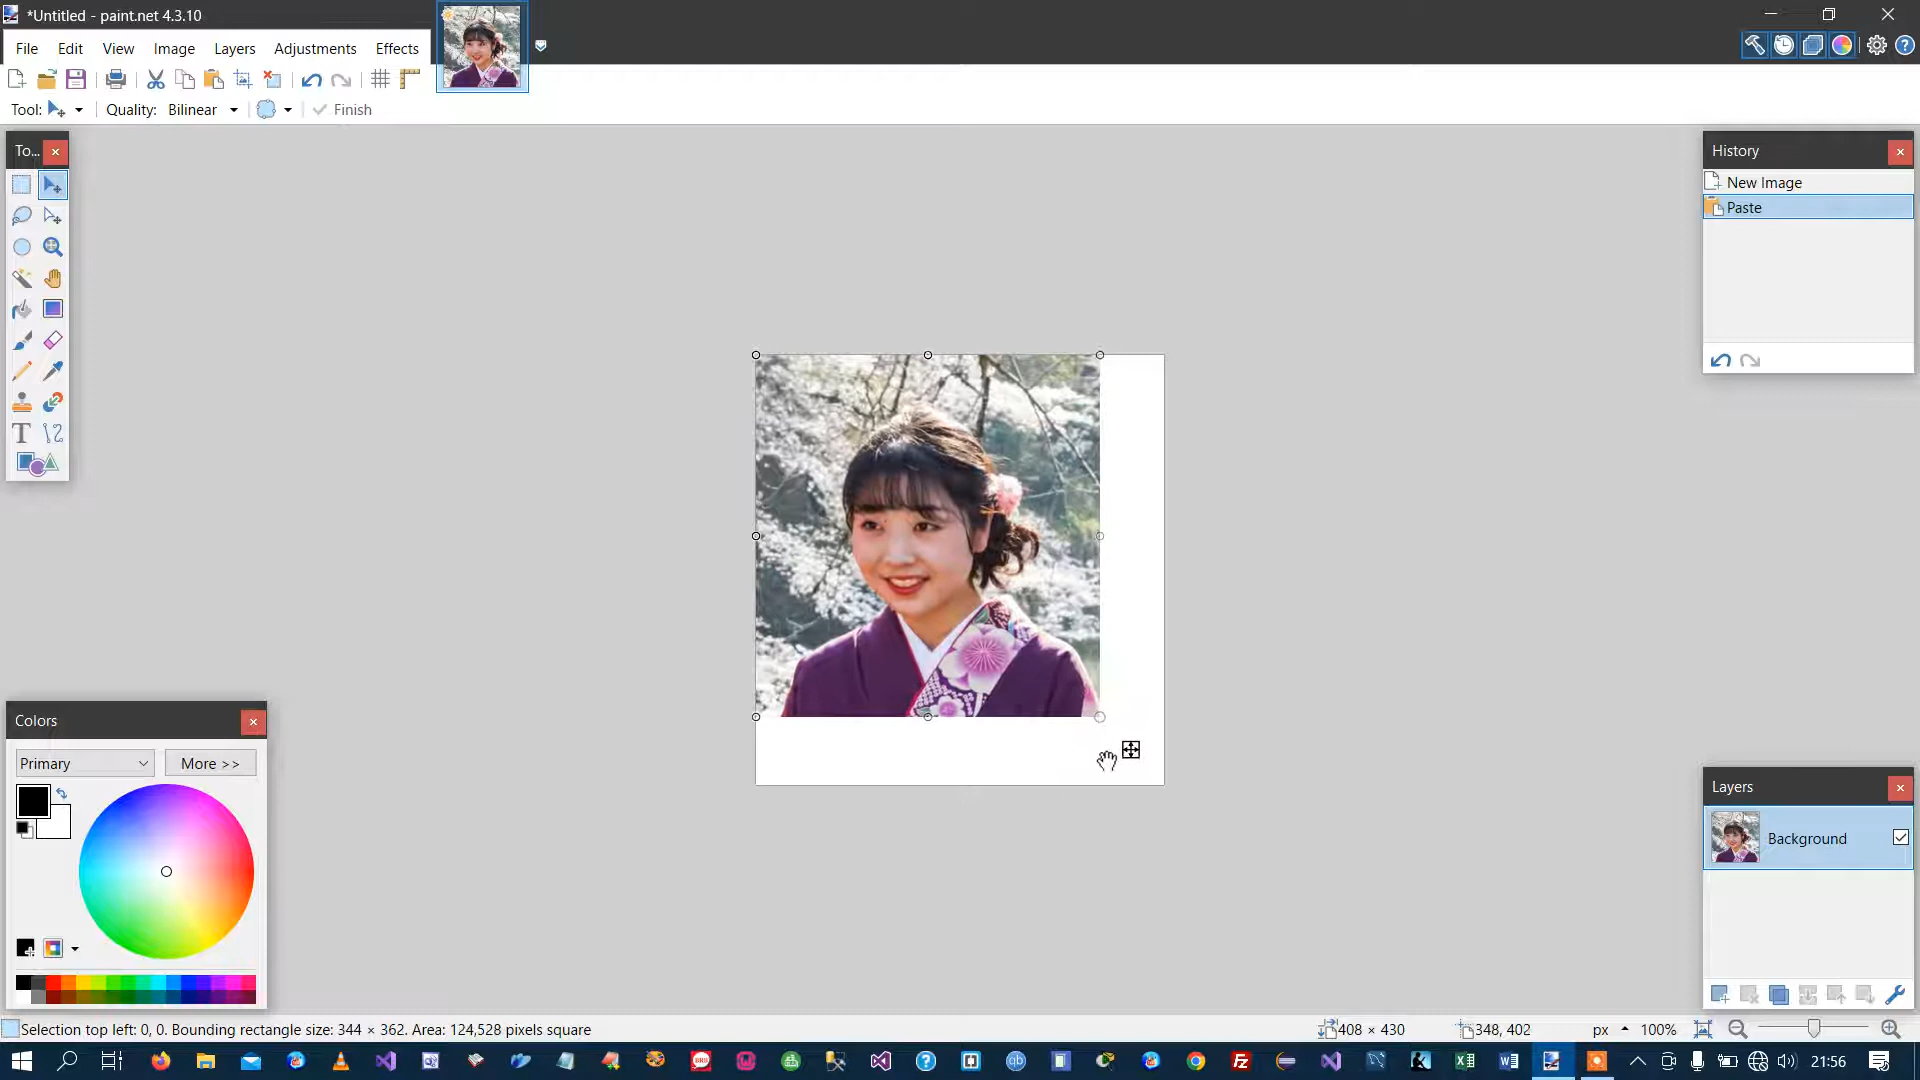 *Untitled - paint.net 4.3.10
File Edit View Image Layers Adjustments Effects
Tool: Quality: Bilinear Finish
To...
History
New Image
Paste
Colors
Primary More >>
Layers
Background
Selection top left: 0, 0. Bounding rectangle size: 344 × 362. Area: 124,528 pixels square
408 × 430 348, 402 px 100%
21:56